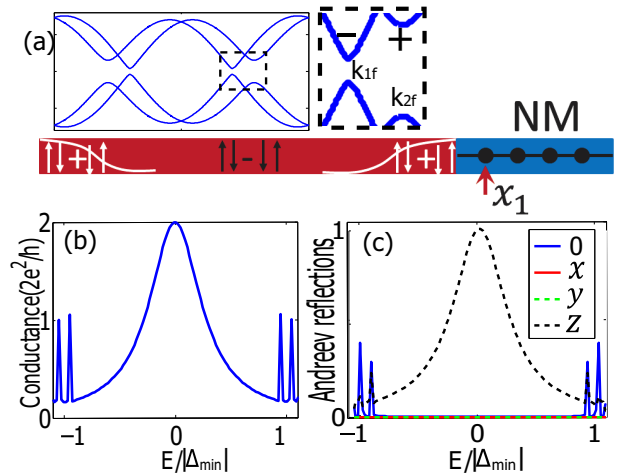 (a)
− +
k1f
k2f
NM
+ - +
x1
(b)
Conductance(2e²/h)
2
1
0
−1 0 1
E/|Δmin|
(c)
Andreev reflections
1
0
−1 0 1
E/|Δmin|
0
x
y
z